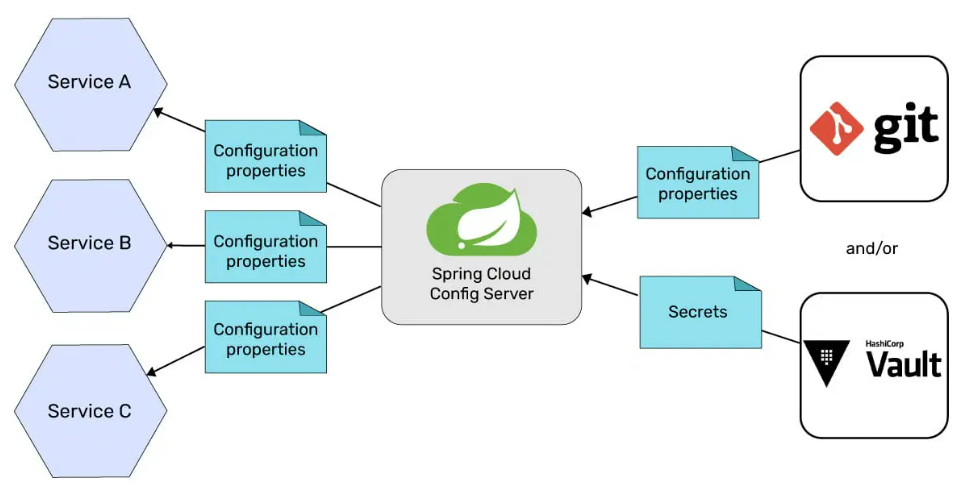 Service A
Configuration
properties
Service B
Configuration
properties
Service C
Configuration
properties
Spring Cloud
Config Server
Configuration
properties
git
and/or
Secrets
HashiCorp
Vault